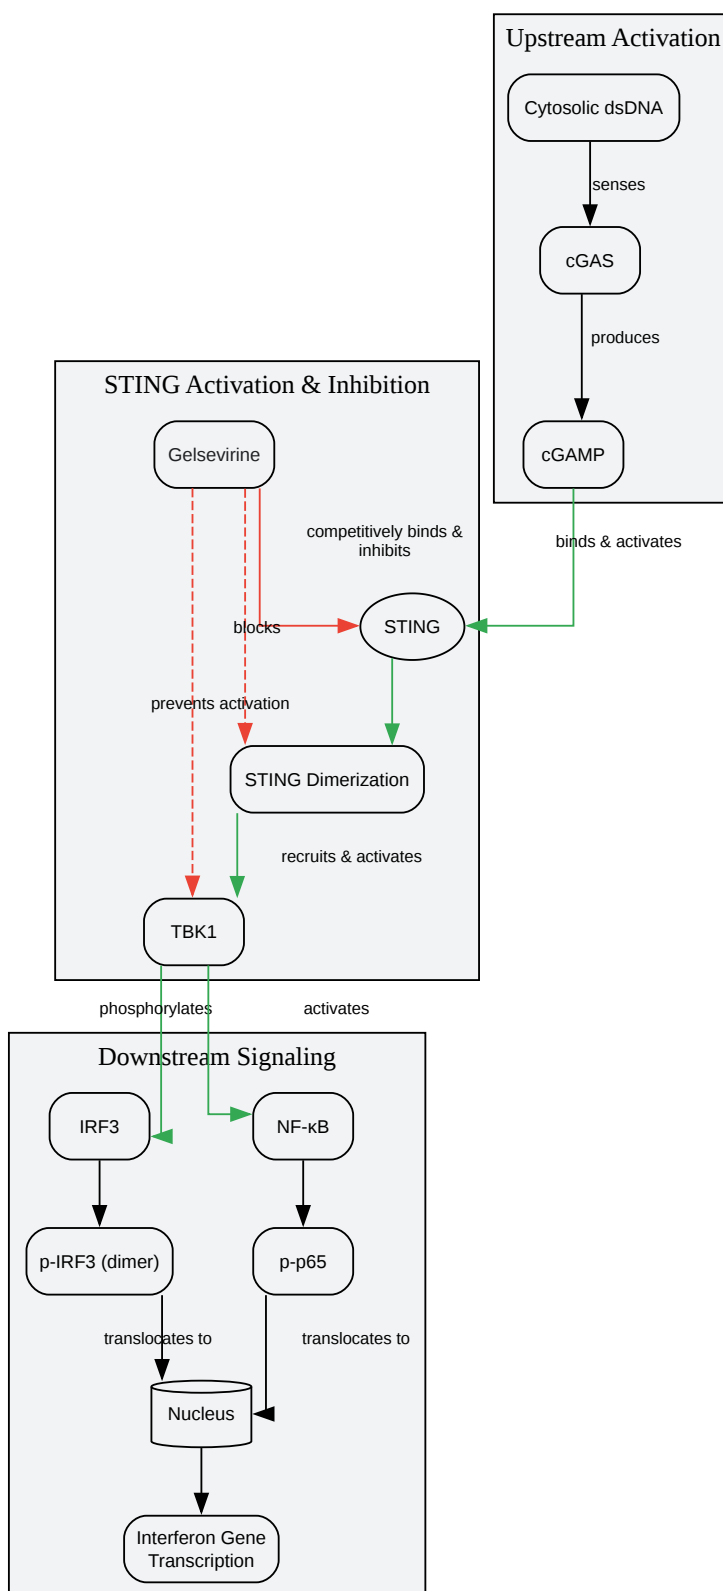 Upstream Activation
Cytosolic dsDNA
senses
cGAS
produces
cGAMP
binds & activates
STING Activation & Inhibition
Gelsevirine
competitively binds &
inhibits
blocks
STING
prevents activation
STING Dimerization
recruits & activates
TBK1
phosphorylates
activates
Downstream Signaling
IRF3
NF-κB
p-IRF3 (dimer)
p-p65
translocates to
translocates to
Nucleus
Interferon Gene
Transcription